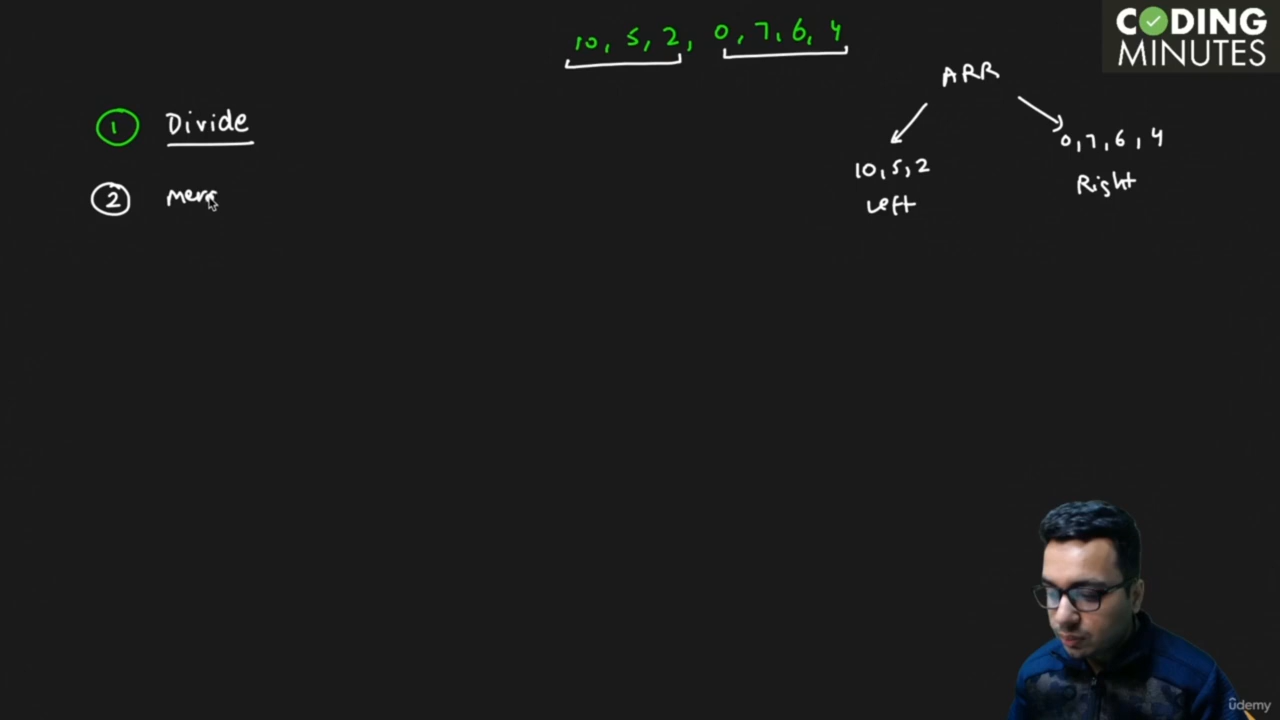 10, 5, 2, 0, 7, 6, 4
CODING
MINUTES
ARR
1 Divide
0, 7, 6, 4
10, 5, 2
Right
2 Merg
Left
ûdemy